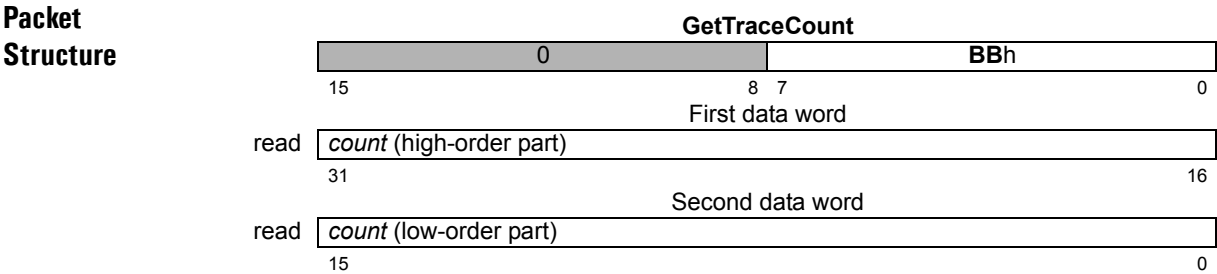 Packet
Structure
GetTraceCount
0 BBh
15 8 7 0
First data word
read count (high-order part)
31 16
Second data word
read count (low-order part)
15 0